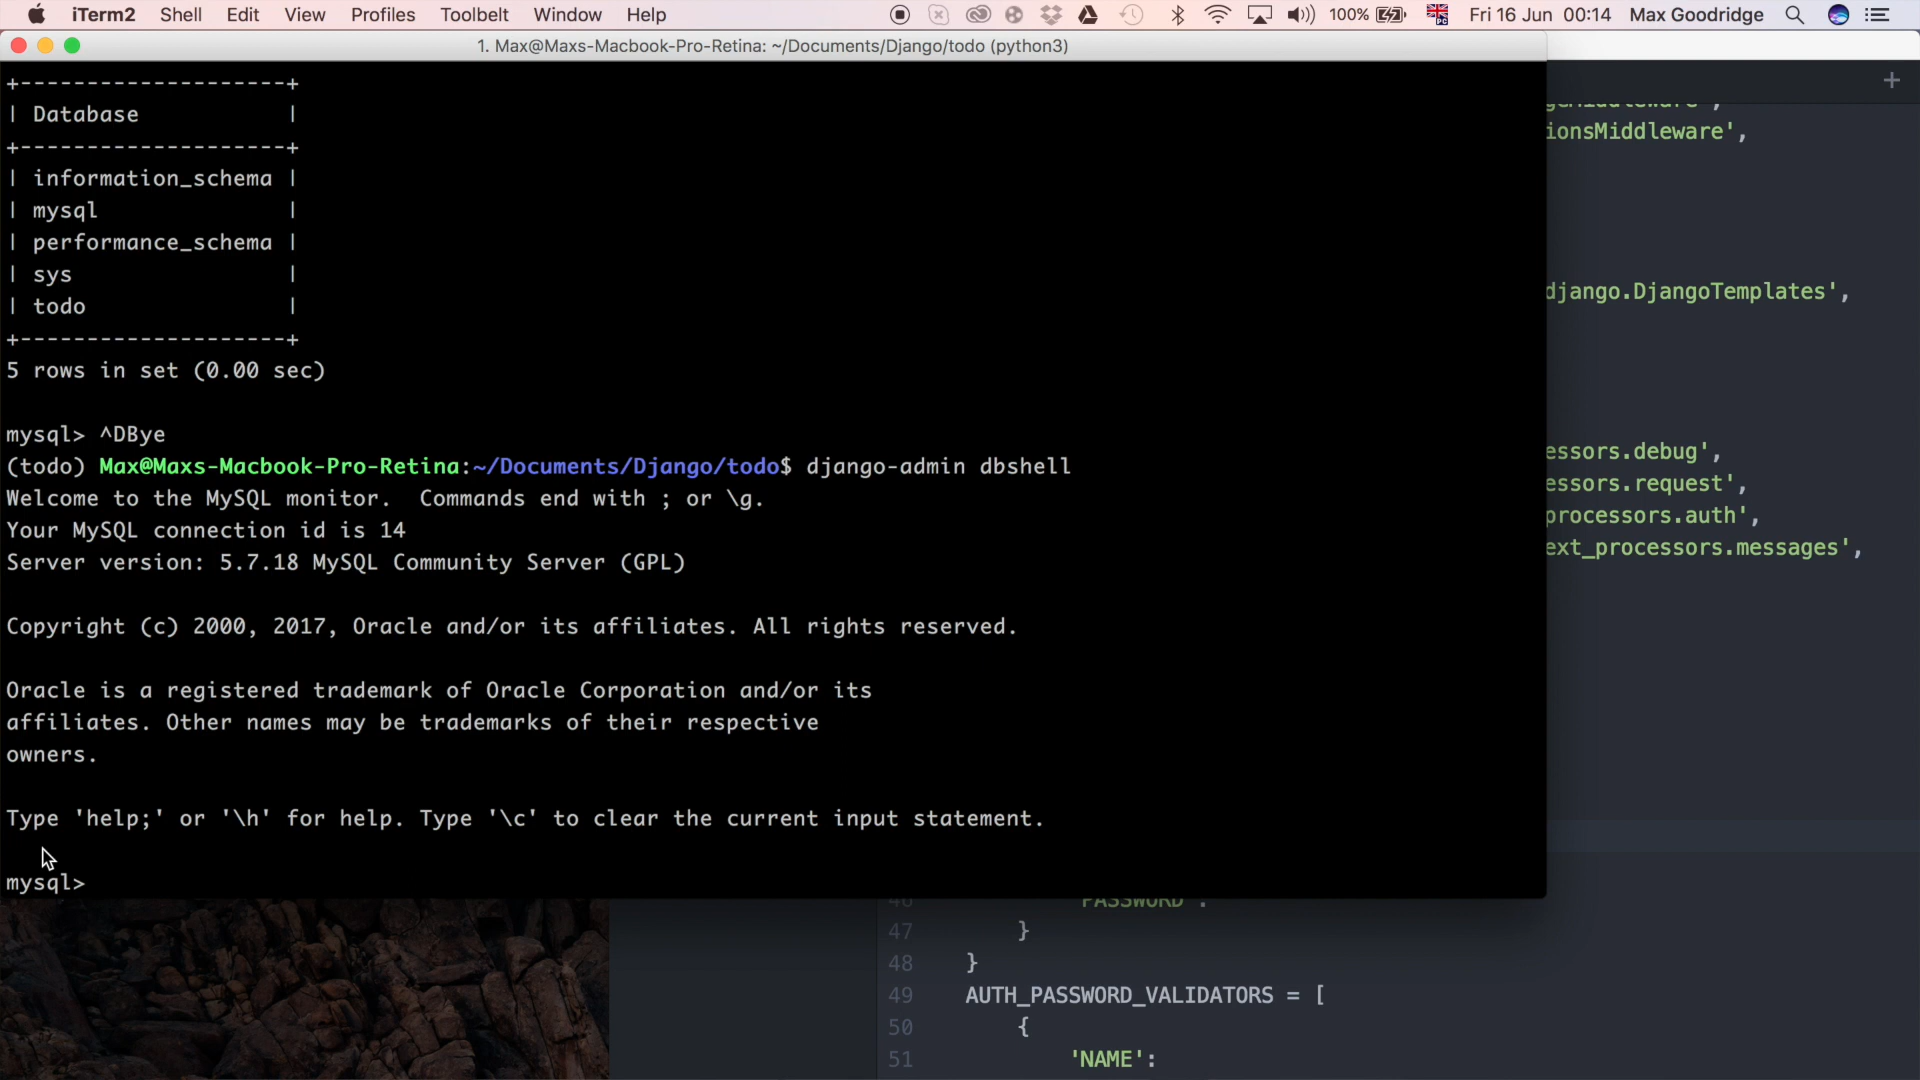 iTerm2 Shell Edit View Profiles Toolbelt Window Help 100% Fri 16 Jun 00:14 Max Goodridge
1. Max@Maxs-Macbook-Pro-Retina: ~/Documents/Django/todo (python3)
+--------------------+
| Database |
+--------------------+
| information_schema |
| mysql |
| performance_schema |
| sys |
| todo |
+--------------------+
5 rows in set (0.00 sec)
mysql> ^DBye
(todo) Max@Maxs-Macbook-Pro-Retina:~/Documents/Django/todo$ django-admin dbshell
Welcome to the MySQL monitor.  Commands end with ; or \g.
Your MySQL connection id is 14
Server version: 5.7.18 MySQL Community Server (GPL)
Copyright (c) 2000, 2017, Oracle and/or its affiliates. All rights reserved.
Oracle is a registered trademark of Oracle Corporation and/or its
affiliates. Other names may be trademarks of their respective
owners.
Type 'help;' or '\h' for help. Type '\c' to clear the current input statement.
mysql>
ionsMiddleware',
django.DjangoTemplates',
essors.debug',
essors.request',
processors.auth',
ext_processors.messages',
46 'PASSWORD':
47 }
48 }
49 AUTH_PASSWORD_VALIDATORS = [
50 {
51 'NAME':